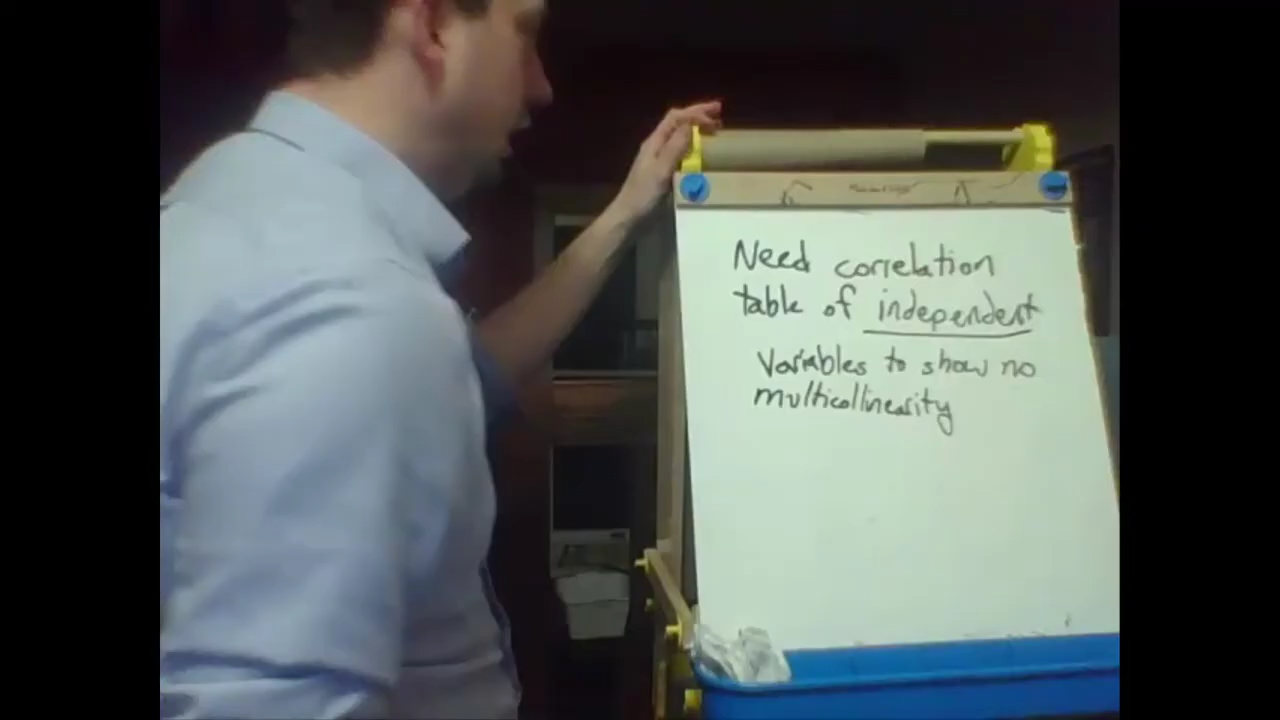 Need correlation
table of independent
Variables to show no
multicollinearity